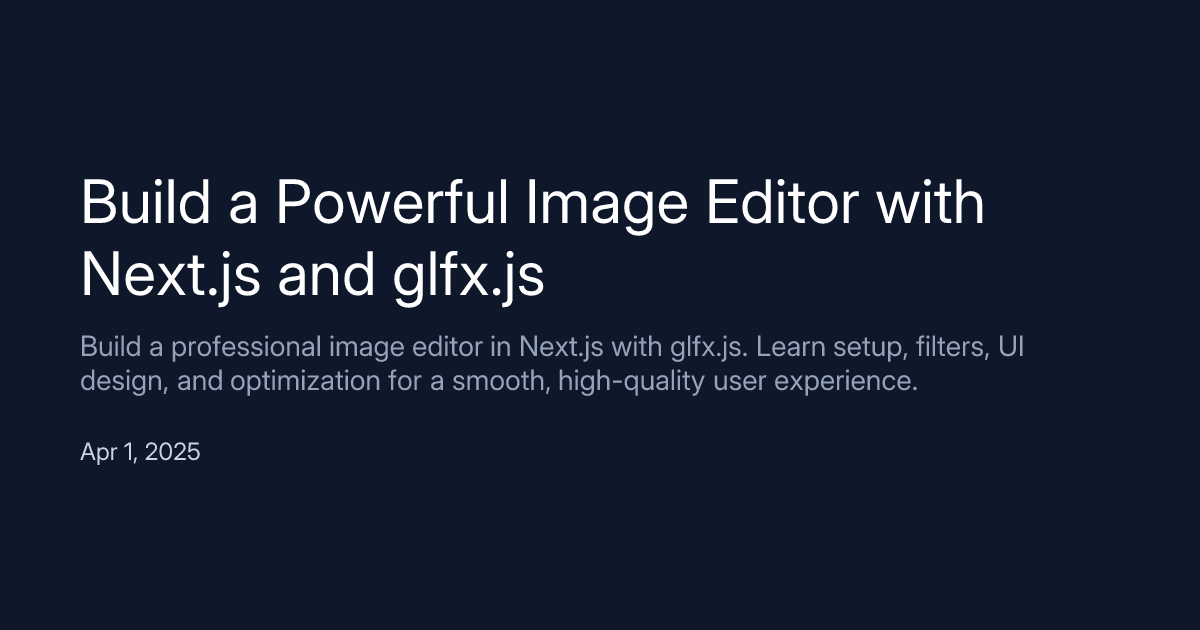 Build a Powerful Image Editor with
Next.js and glfx.js
Build a professional image editor in Next.js with glfx.js. Learn setup, filters, UI
design, and optimization for a smooth, high-quality user experience.
Apr 1, 2025